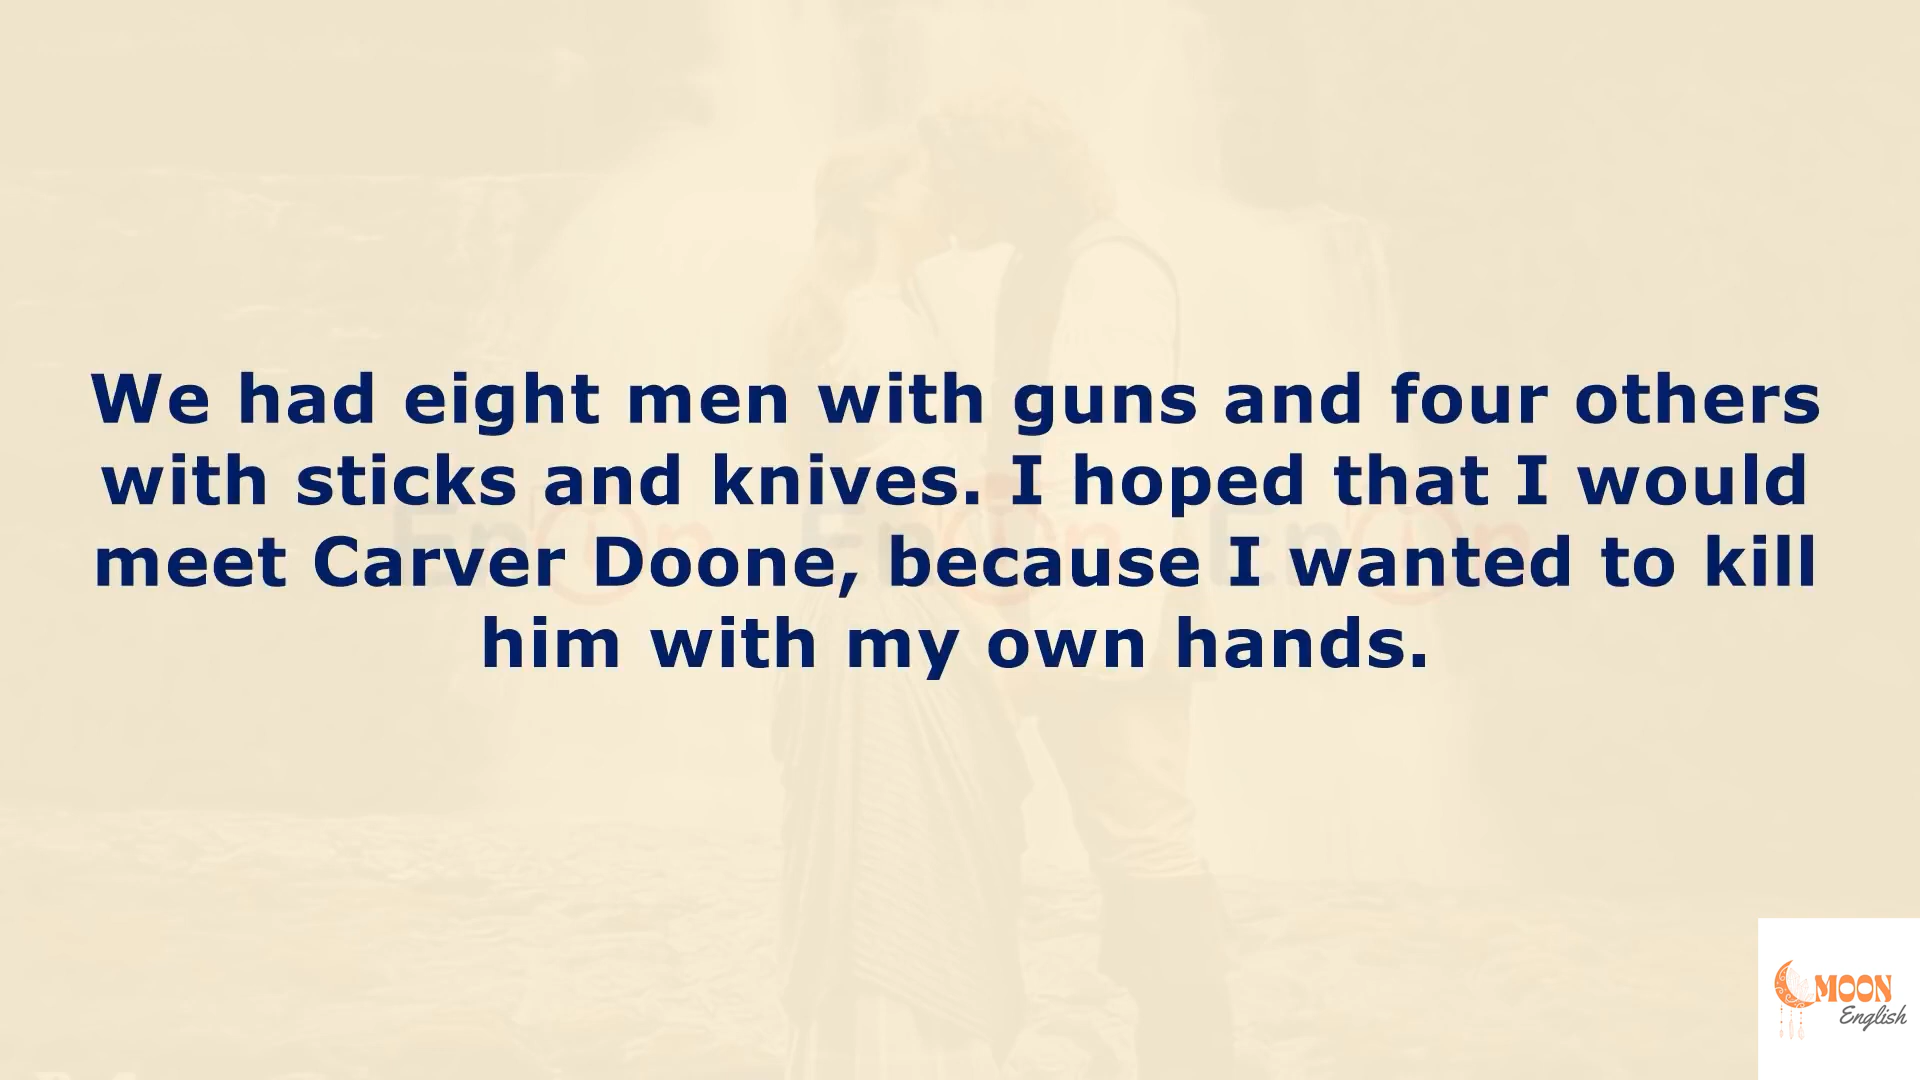 We had eight men with guns and four others
with sticks and knives. I hoped that I would
meet Carver Doone, because I wanted to kill
him with my own hands.
MOON
English